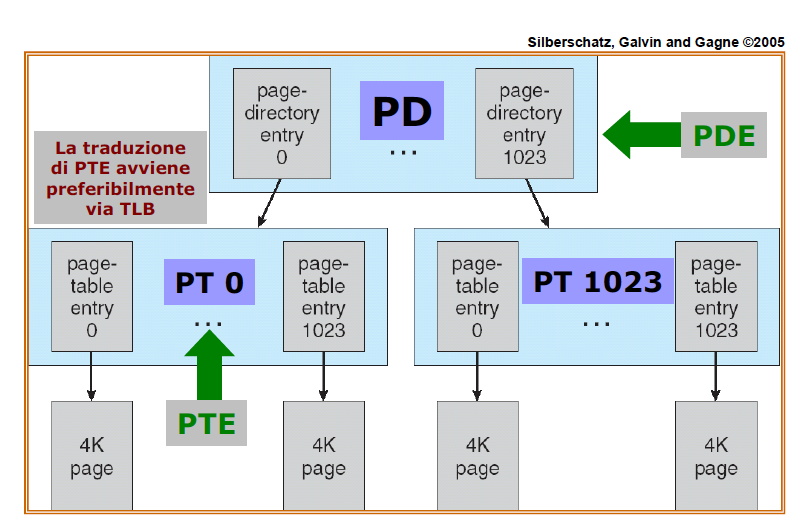 Silberschatz, Galvin and Gagne ©2005
page-
directory
entry
0
PD
...
page-
directory
entry
1023
PDE
La traduzione
di PTE avviene
preferibilmente
via TLB
page-
table
entry
0
PT 0
...
page-
table
entry
1023
page-
table
entry
0
PT 1023
...
page-
table
entry
1023
PTE
4K
page
4K
page
4K
page
4K
page